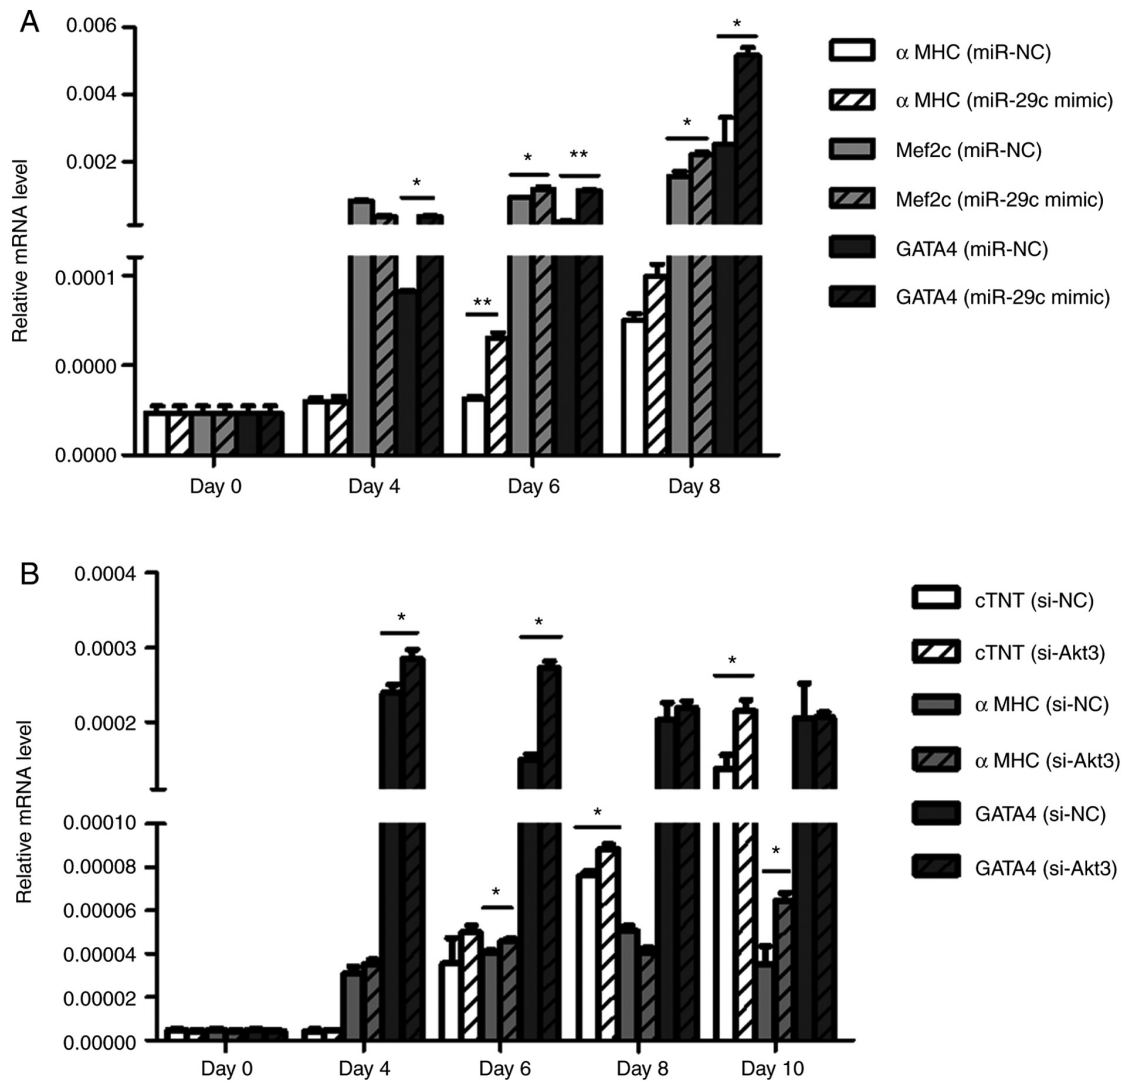 A
0.006
0.004
0.002
0.0001
0.0000
0.0000
Relative mRNA level
*
*
**
**
*
*
*
Day 0
Day 4
Day 6
Day 8
α MHC (miR-NC)
α MHC (miR-29c mimic)
Mef2c (miR-NC)
Mef2c (miR-29c mimic)
GATA4 (miR-NC)
GATA4 (miR-29c mimic)
B
0.0004
0.0003
0.0002
0.00010
0.00008
0.00006
0.00004
0.00002
0.00000
Relative mRNA level
*
*
*
*
*
*
Day 0
Day 4
Day 6
Day 8
Day 10
cTNT (si-NC)
cTNT (si-Akt3)
α MHC (si-NC)
α MHC (si-Akt3)
GATA4 (si-NC)
GATA4 (si-Akt3)